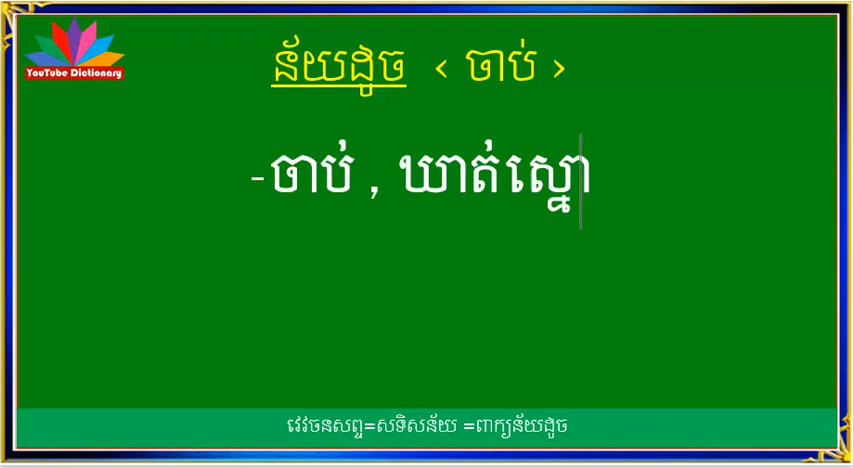 YouTube Dictionary
ន័យដូច ‹ ចាប់ ›
-ចាប់ , ឃាត់ស្នោ
វេវចនសព្ទ=សទិសន័យ =ពាក្យន័យដូច